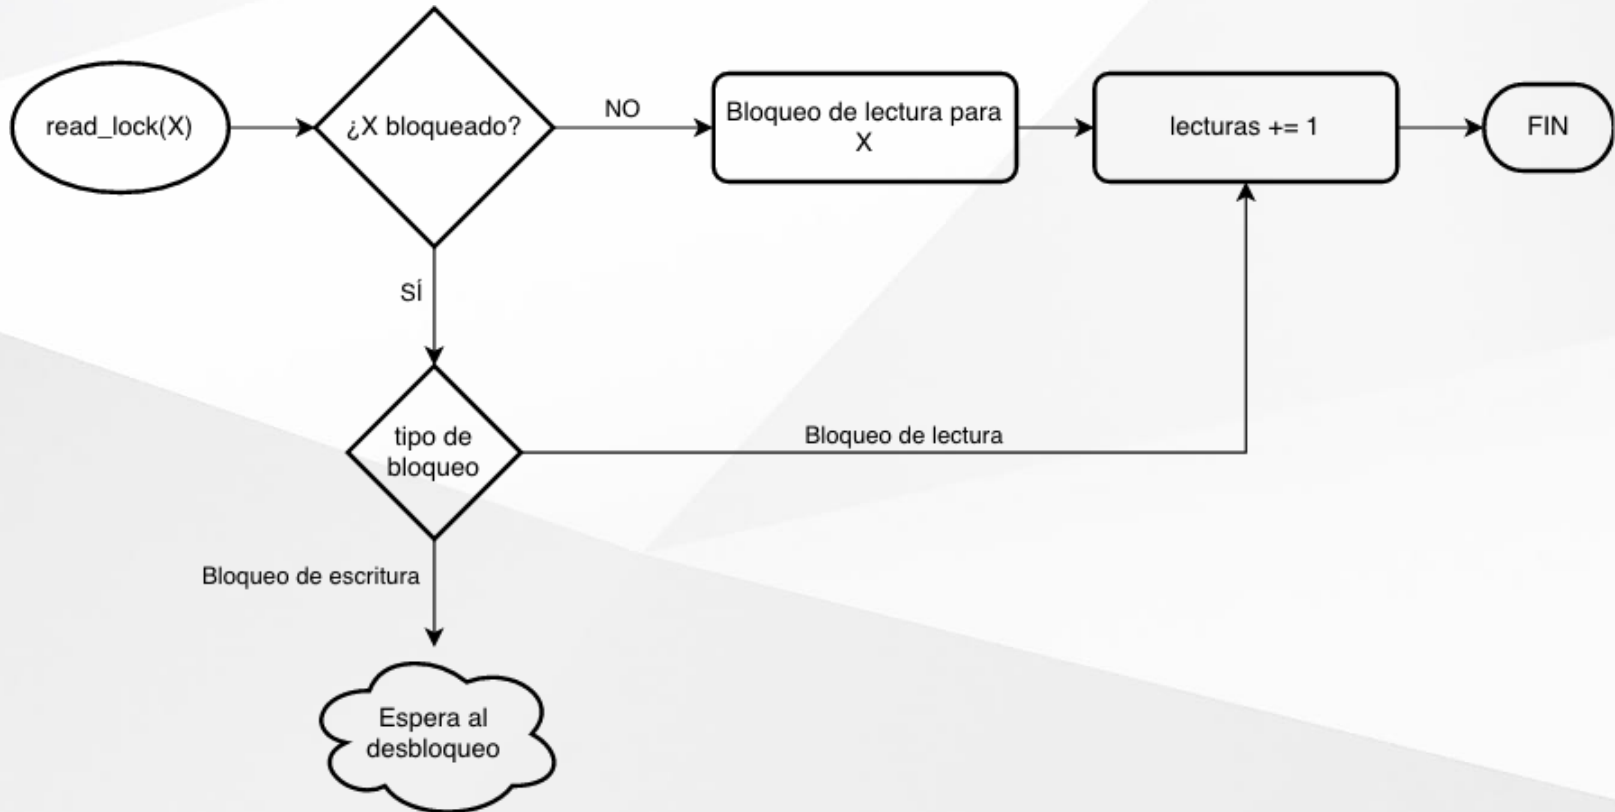 read_lock(X)
¿X bloqueado?
NO
Bloqueo de lectura para
X
lecturas += 1
FIN
SÍ
tipo de
bloqueo
Bloqueo de lectura
Bloqueo de escritura
Espera al
desbloqueo